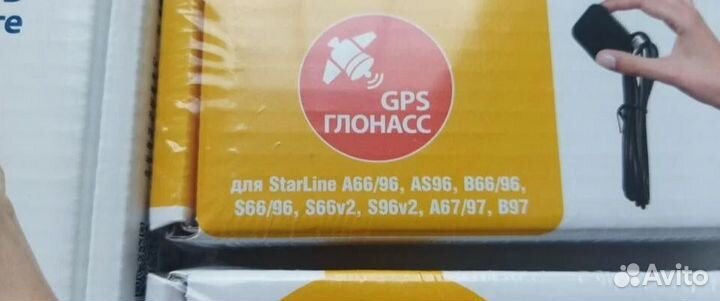 GPS
ГЛОНАСС
для StarLine A66/96, AS96, B66/96,
S66/96, S66v2, S96v2, A67/97, B97
Avito